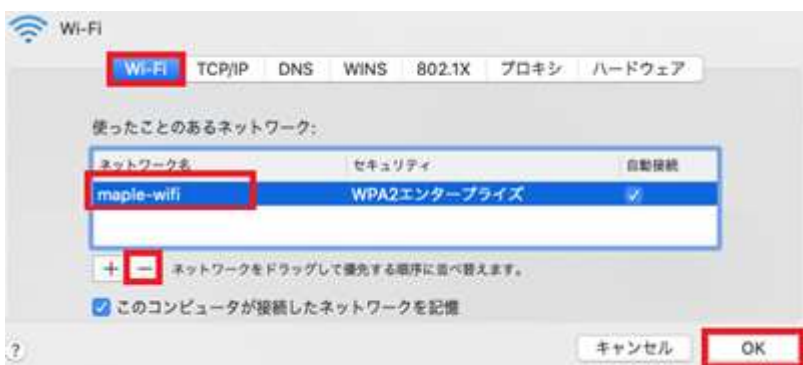 Wi-Fi
Wi-Fi TCP/IP DNS WINS 802.1X プロキシ ハードウェア
使ったことのあるネットワーク:
ネットワーク名 セキュリティ 自動接続
maple-wifi WPA2エンタープライズ
+ − ネットワークをドラッグして優先する順序に並べ替えます。
このコンピュータが接続したネットワークを記憶
? キャンセル OK